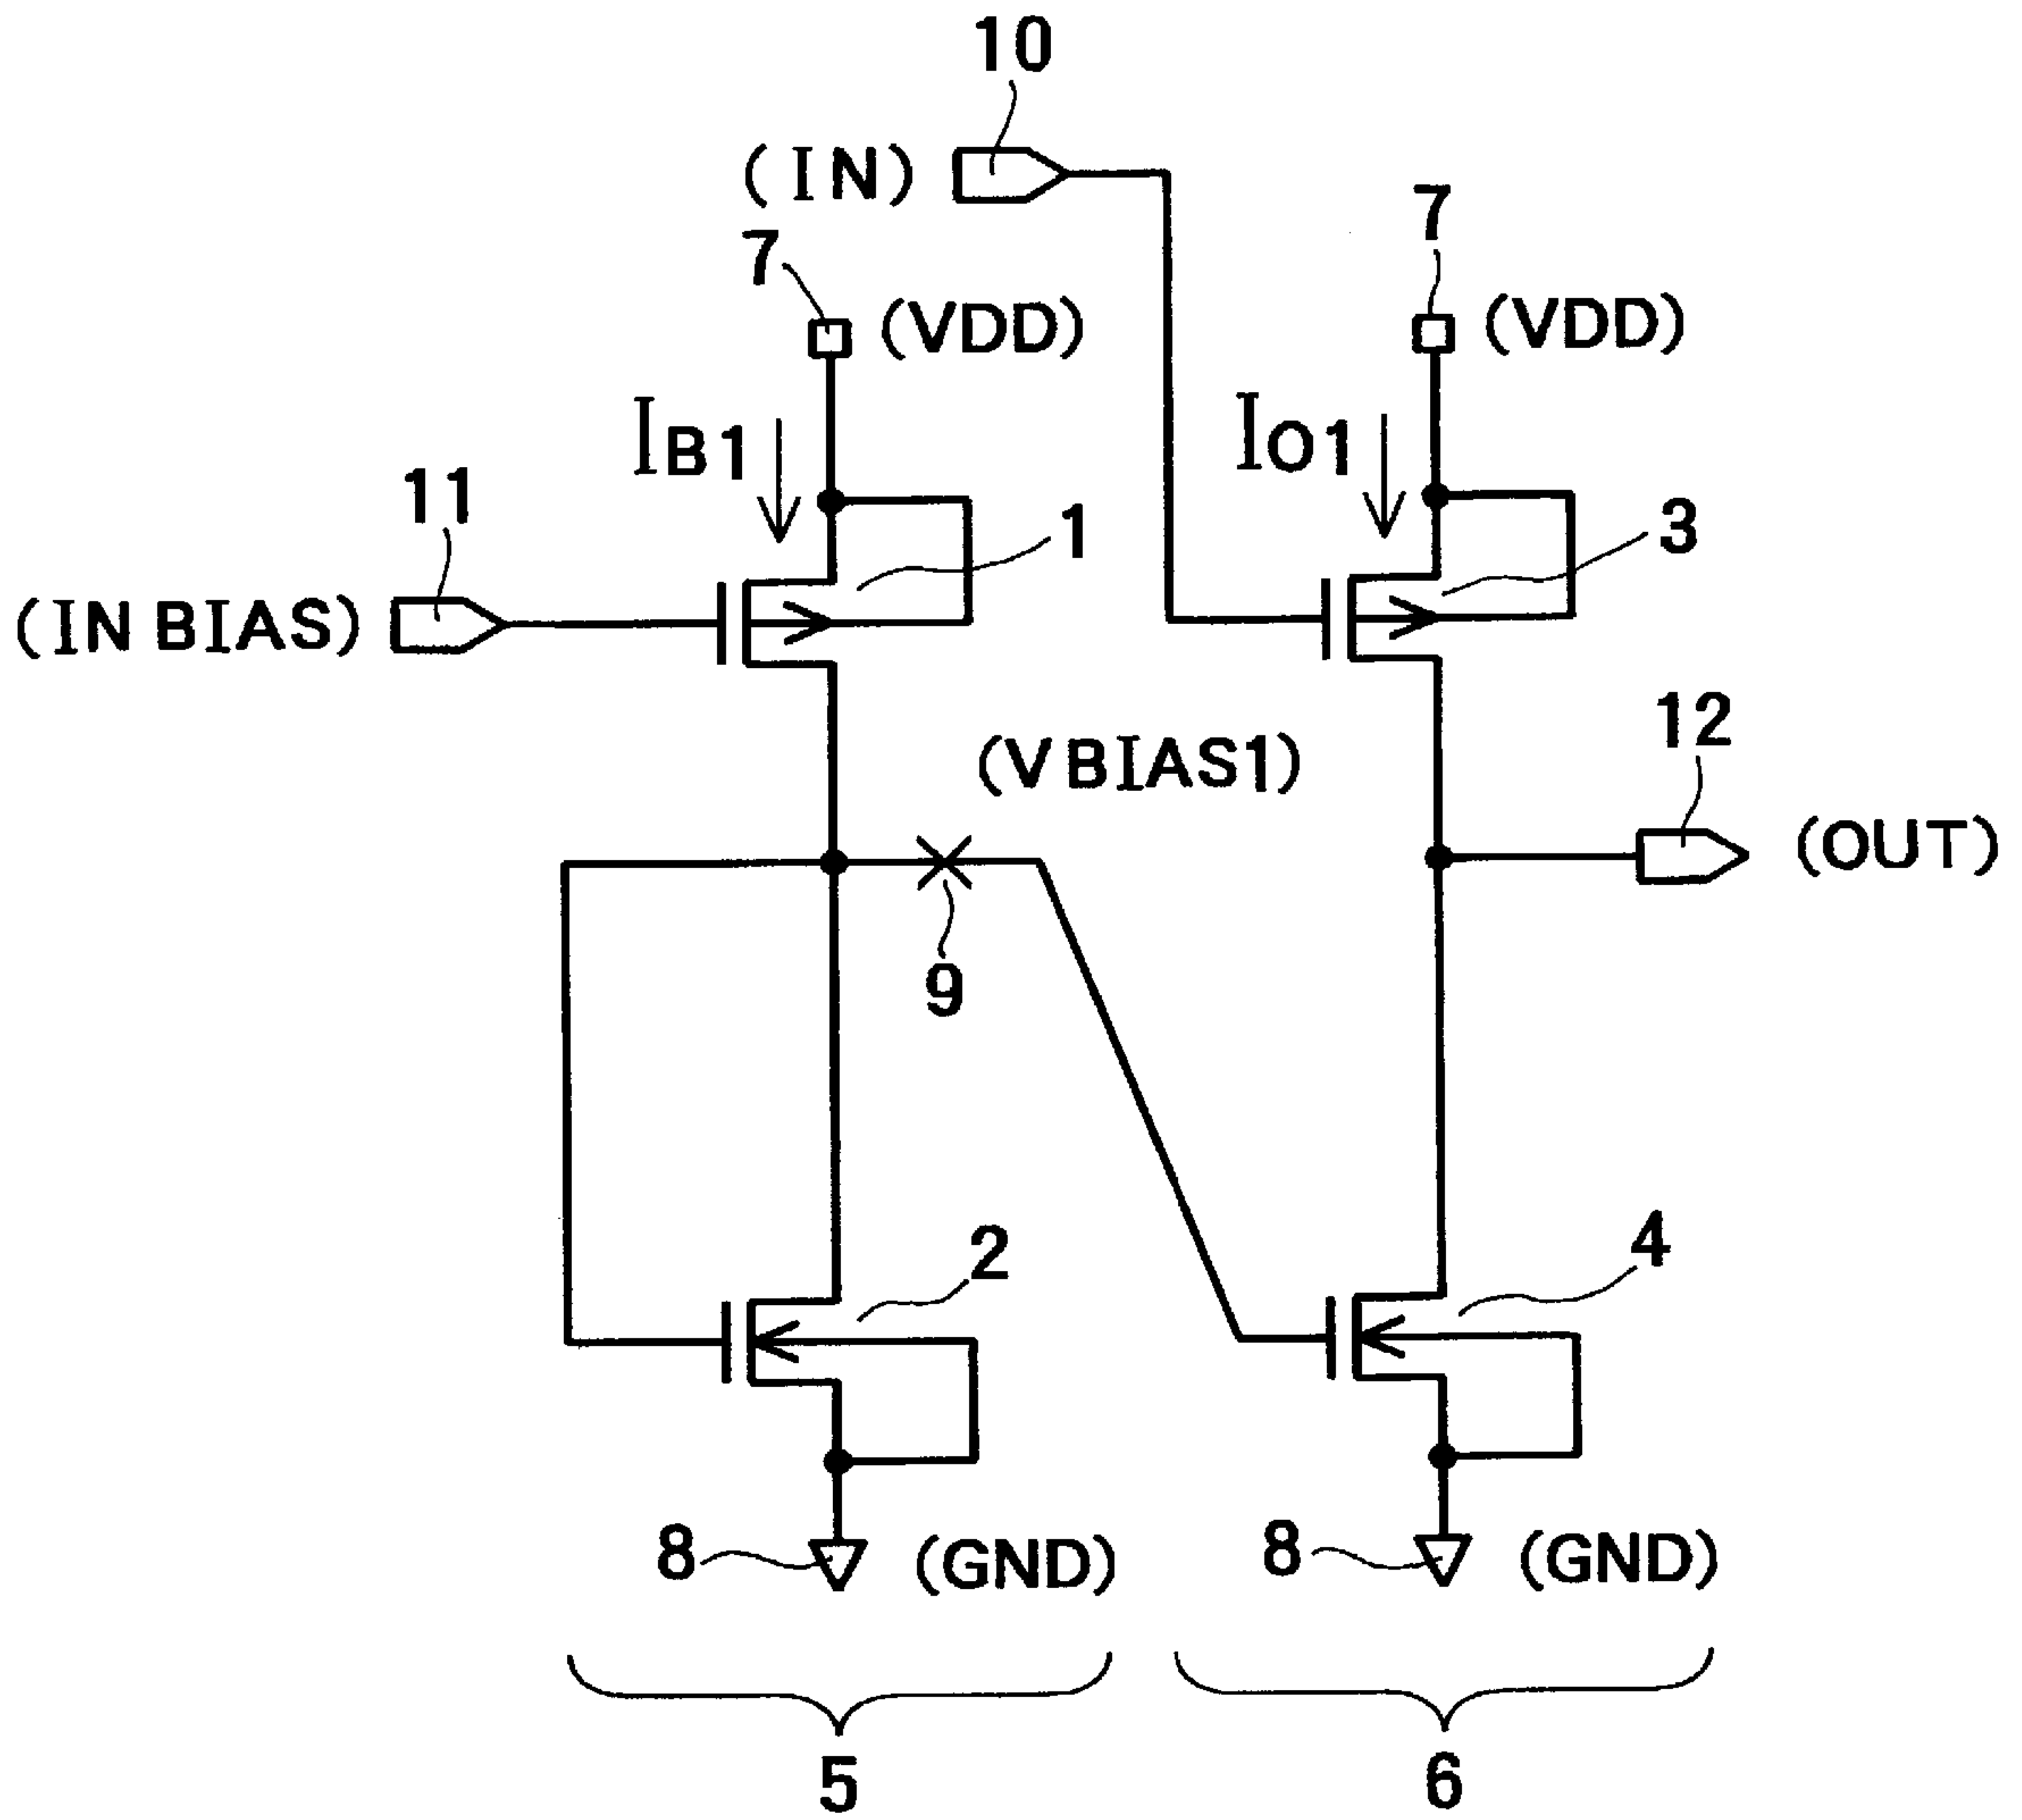 10
(IN)
7
7
(VDD)
(VDD)
IB1
IO1
11
1
3
(IN BIAS)
12
(V BIAS1)
(OUT)
9
2
4
8
(GND)
8
(GND)
5
6